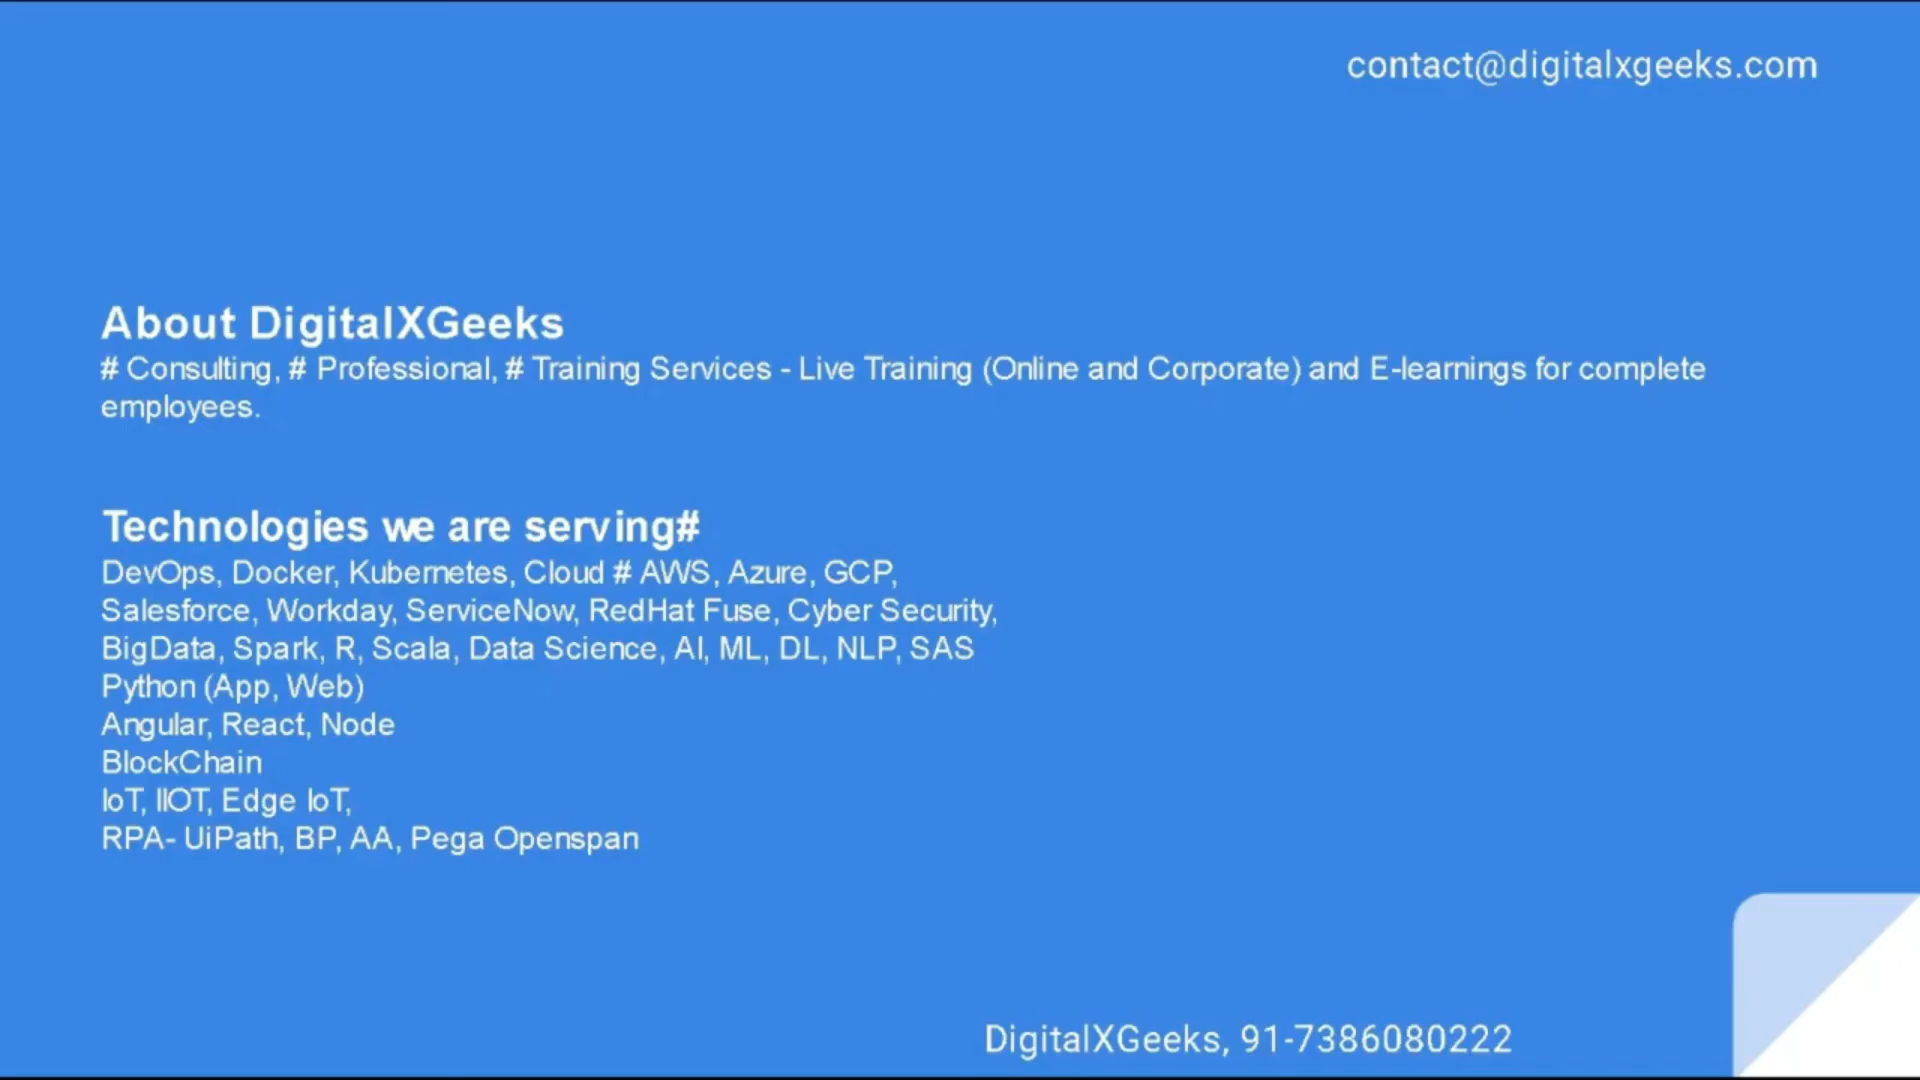 contact@digitalxgeeks.com
About DigitalXGeeks
# Consulting, # Professional, # Training Services - Live Training (Online and Corporate) and E-learnings for complete
employees.
Technologies we are serving#
DevOps, Docker, Kubernetes, Cloud # AWS, Azure, GCP,
Salesforce, Workday, ServiceNow, RedHat Fuse, Cyber Security,
BigData, Spark, R, Scala, Data Science, AI, ML, DL, NLP, SAS
Python (App, Web)
Angular, React, Node
BlockChain
IoT, IIOT, Edge IoT,
RPA- UiPath, BP, AA, Pega Openspan
DigitalXGeeks, 91-7386080222